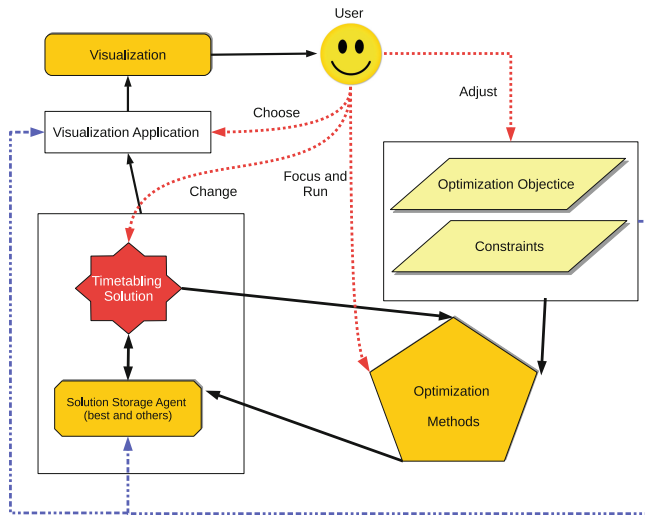 User
Visualization
Adjust
Choose
Visualization Application
Focus and
Run
Change
Optimization Objectice
Constraints
Timetabling
Solution
Optimization
Methods
Solution Storage Agent
(best and others)